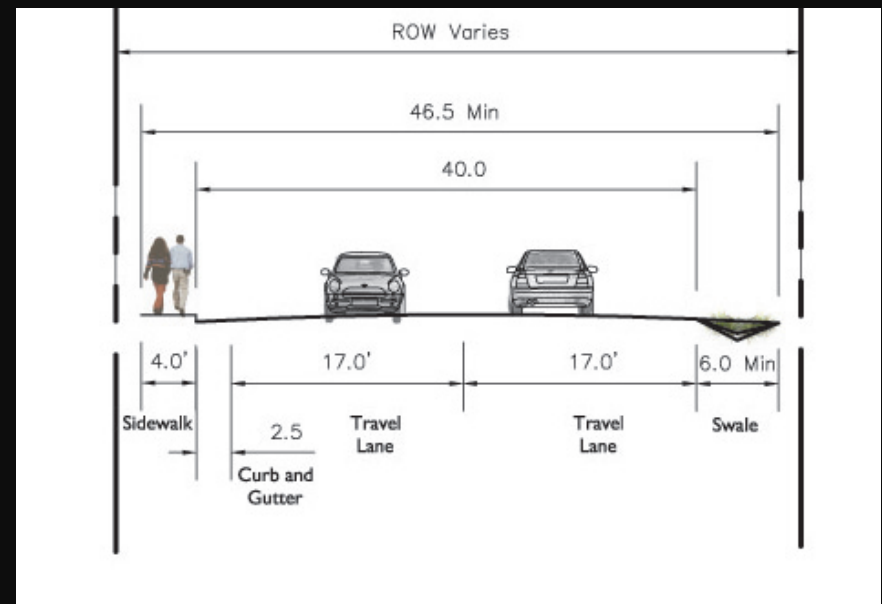 ROW Varies
46.5 Min
40.0
4.0'
17.0'
17.0'
6.0 Min
Sidewalk
2.5
Travel
Lane
Travel
Lane
Swale
Curb and
Gutter